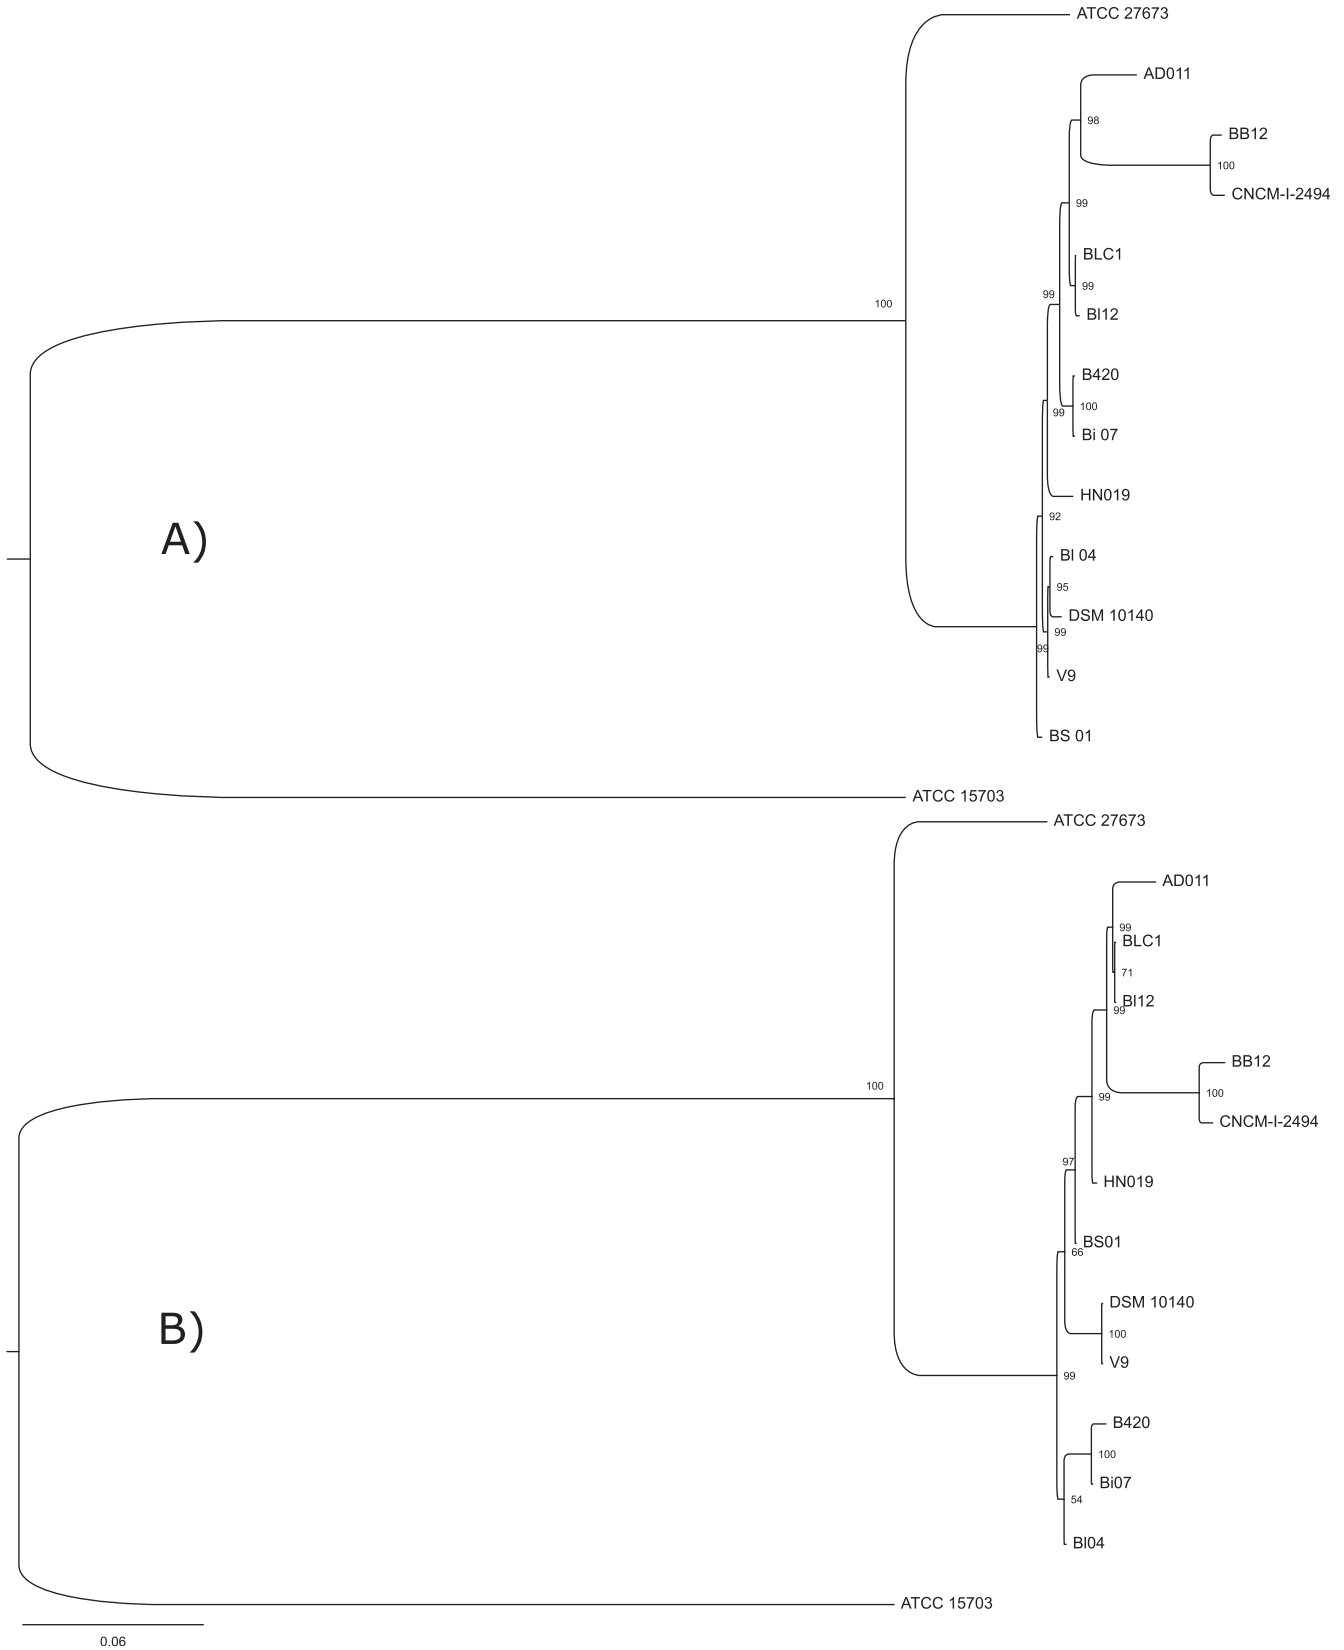 ATCC 27673
AD011
98
BB12
100
CNCM-I-2494
99
BLC1
99
99
Bl12
100
B420
100
99
Bi 07
HN019
92
A)
Bl 04
95
DSM 10140
99
99
V9
BS 01
ATCC 15703
ATCC 27673
AD011
99
BLC1
71
Bl12
99
BB12
100
100
99
CNCM-I-2494
97
HN019
BS01
66
DSM 10140
B)
100
V9
99
B420
100
Bi07
54
Bl04
ATCC 15703
0.06